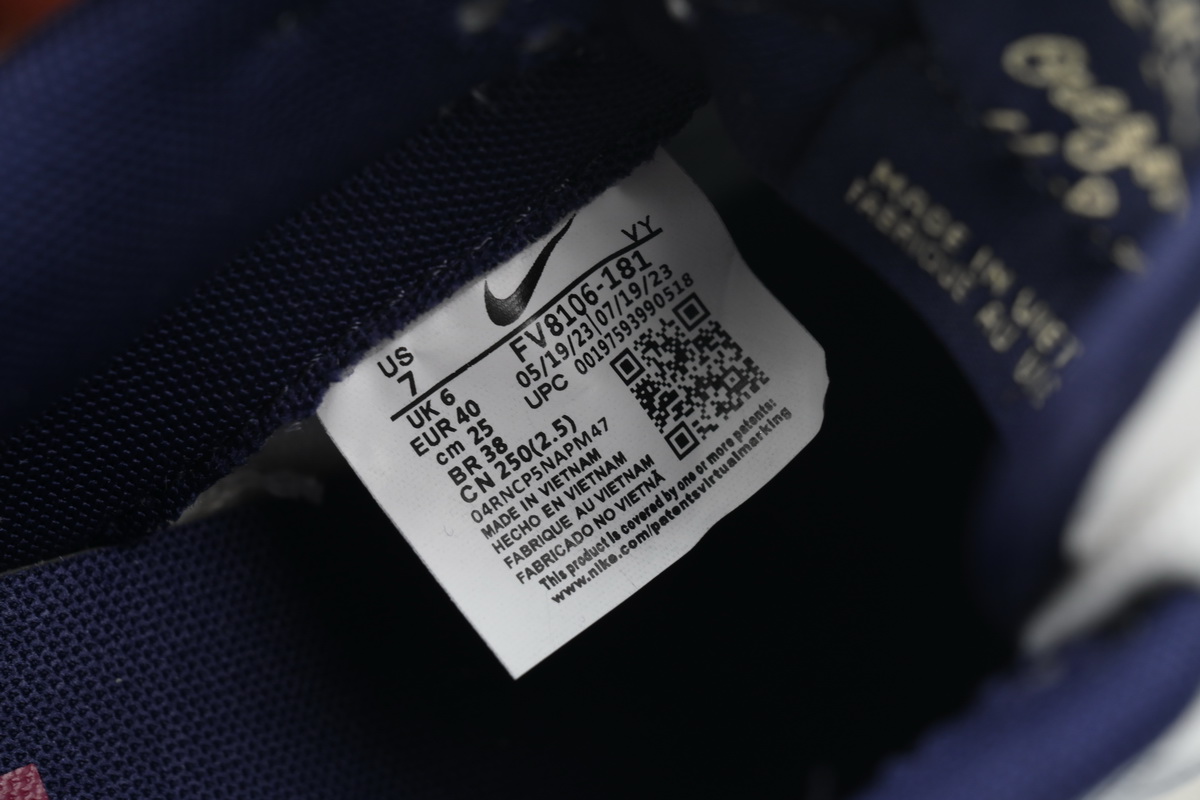 VY
US
7
FV8106-181
05/19/23|07/19/23
UPC 00197593990518
UK 6
EUR 40
cm 25
BR 38
CN 250(2.5)
04RNCP5NAPM47
MADE IN VIETNAM
HECHO EN VIETNAM
FABRIQUE AU VIETNAM
FABRICADO NO VIETNÃ
This product is covered by one or more patents:
www.nike.com/patentsvirtualmarking
MADE IN VIET
FABRIQUE AU